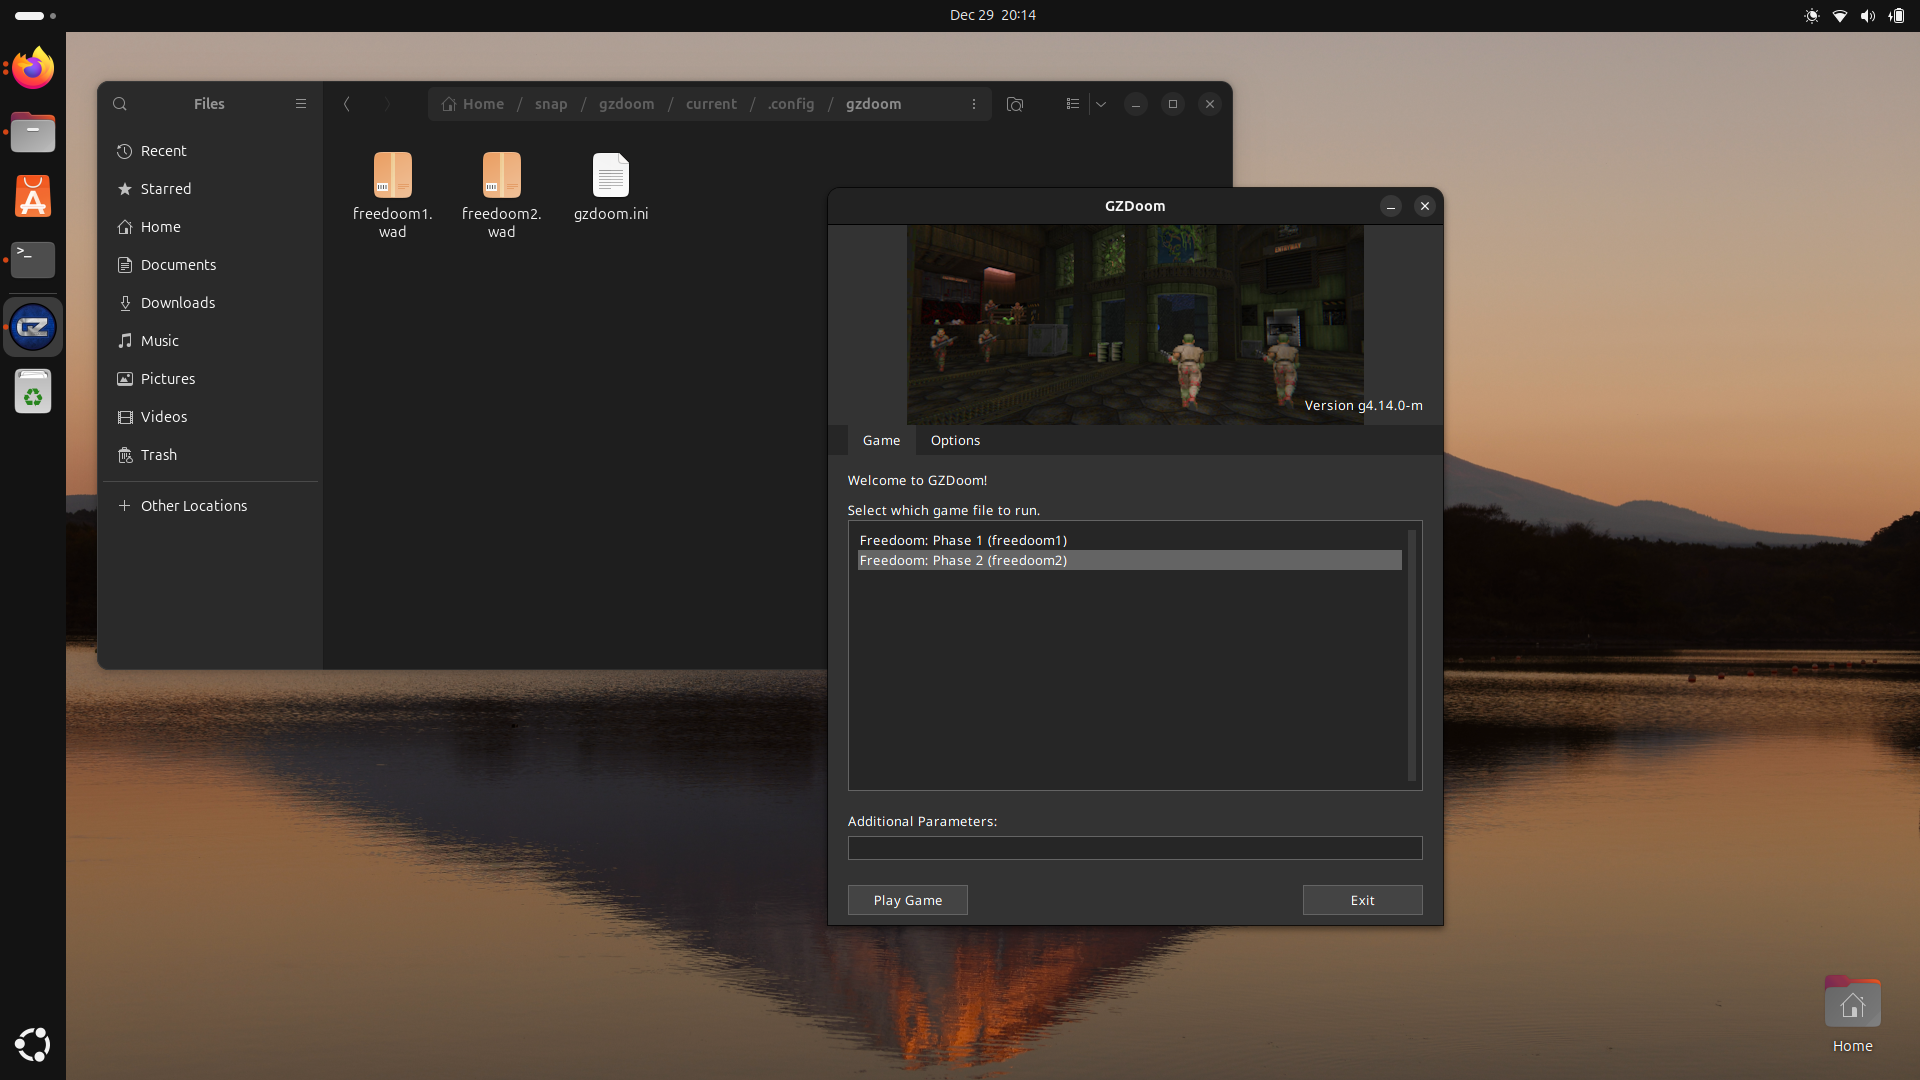 Dec 29 20:14
Files
Home / snap / gzdoom / current / .config / gzdoom
Recent
Starred
Home
Documents
Downloads
Music
Pictures
Videos
Trash
Other Locations
freedoom1.
wad
freedoom2.
wad
gzdoom.ini
GZDoom
Version g4.14.0-m
Game
Options
Welcome to GZDoom!
Select which game file to run.
Freedoom: Phase 1 (freedoom1)
Freedoom: Phase 2 (freedoom2)
Additional Parameters:
Play Game
Exit
Home